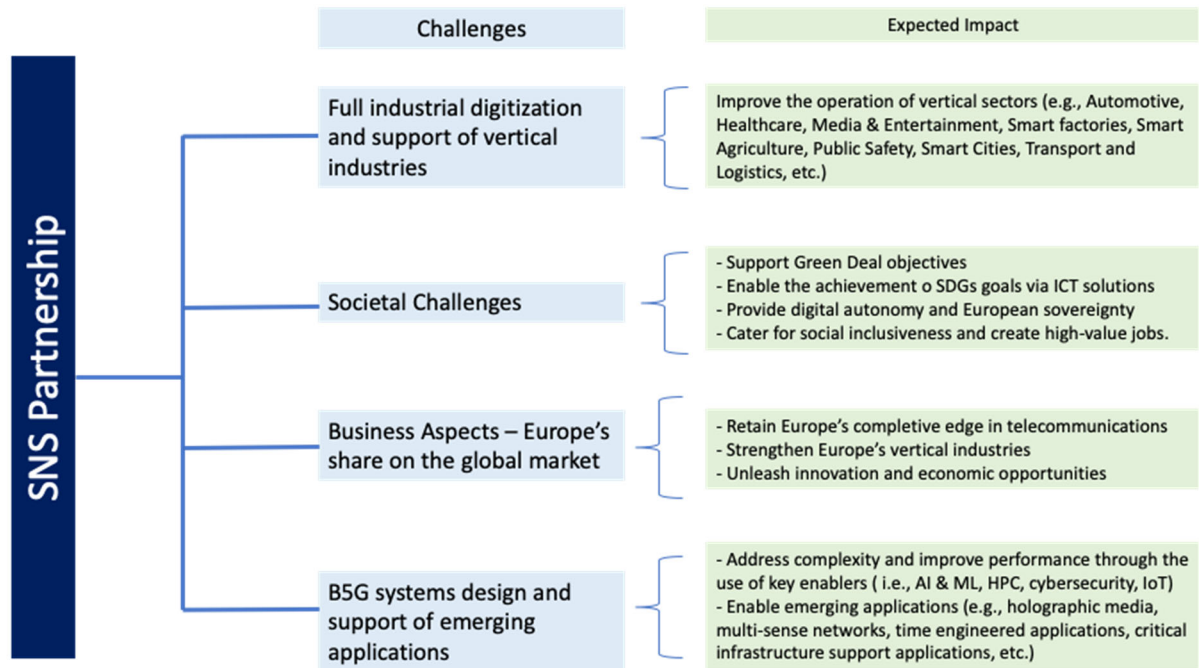 Challenges
Expected Impact
SNS Partnership
Full industrial digitization
and support of vertical
industries
Improve the operation of vertical sectors (e.g., Automotive,
Healthcare, Media & Entertainment, Smart factories, Smart
Agriculture, Public Safety, Smart Cities, Transport and
Logistics, etc.)
Societal Challenges
- Support Green Deal objectives
- Enable the achievement o SDGs goals via ICT solutions
- Provide digital autonomy and European sovereignty
- Cater for social inclusiveness and create high-value jobs.
Business Aspects – Europe's
share on the global market
- Retain Europe's completive edge in telecommunications
- Strengthen Europe's vertical industries
- Unleash innovation and economic opportunities
B5G systems design and
support of emerging
applications
- Address complexity and improve performance through the
use of key enablers ( i.e., AI & ML, HPC, cybersecurity, IoT)
- Enable emerging applications (e.g., holographic media,
multi-sense networks, time engineered applications, critical
infrastructure support applications, etc.)